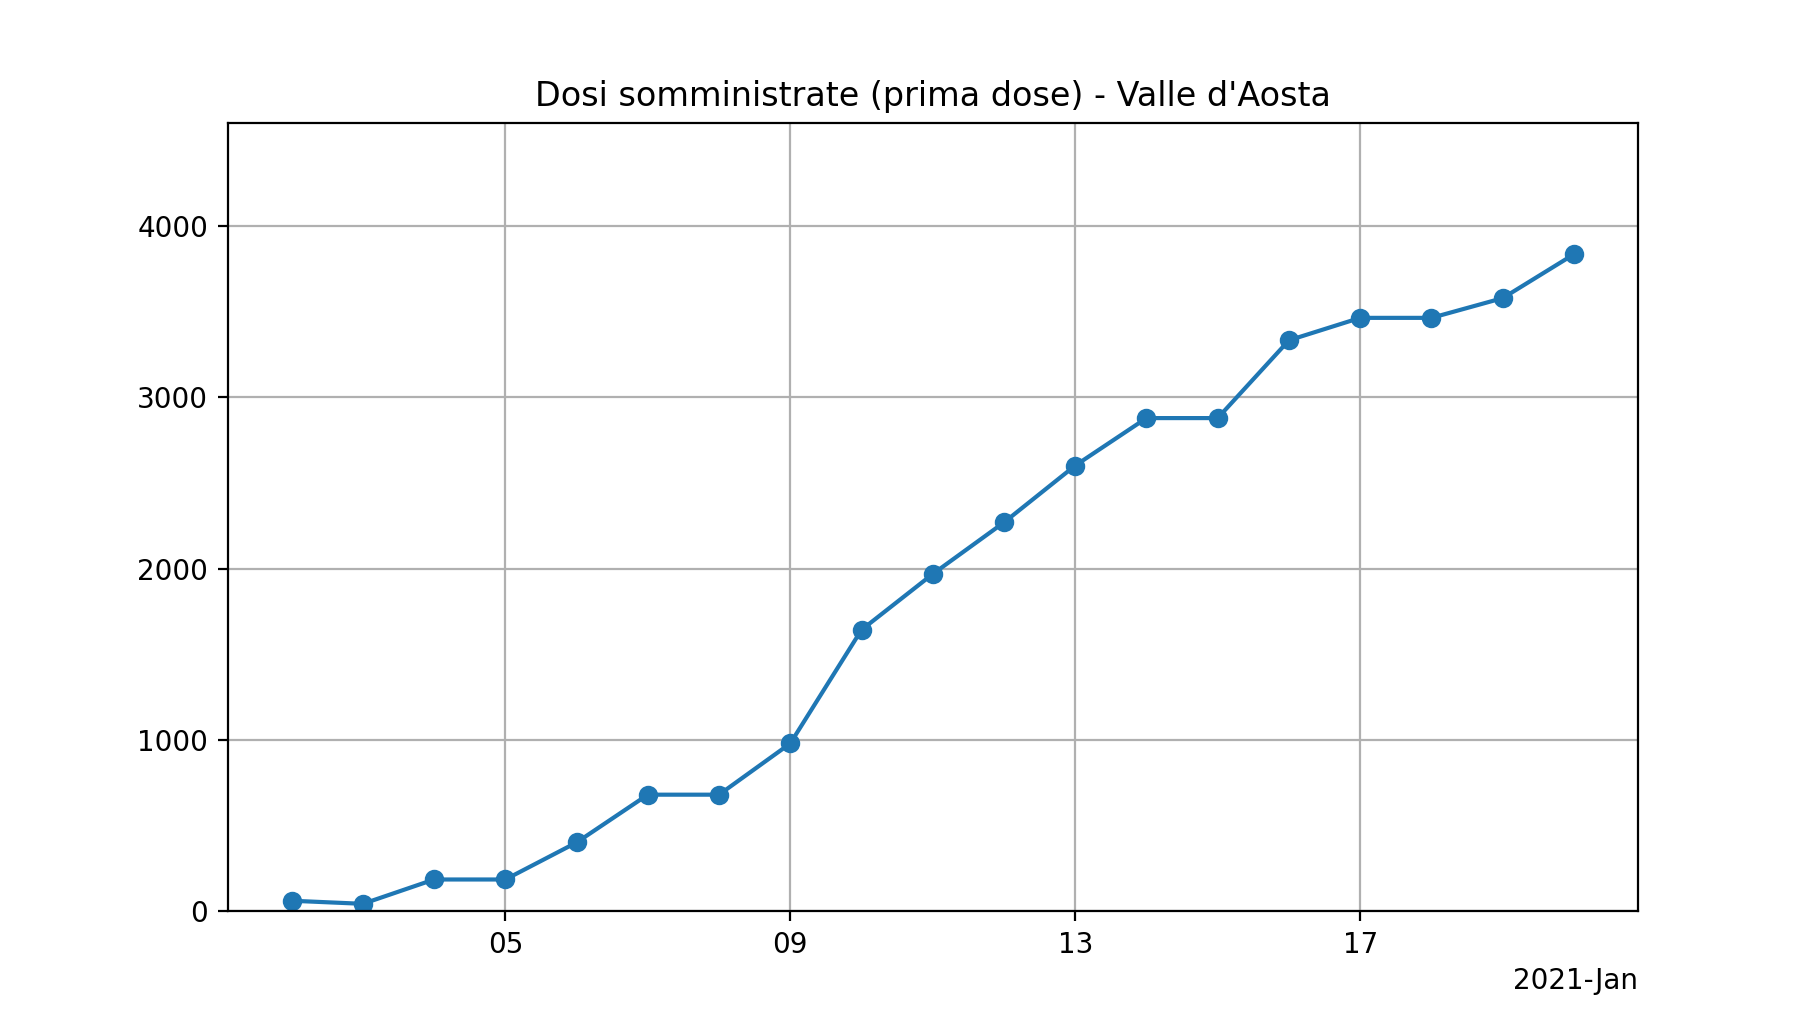 Dosi somministrate (prima dose) - Valle d'Aosta
4000
3000
2000
1000
0
05 09 13 17
2021-Jan